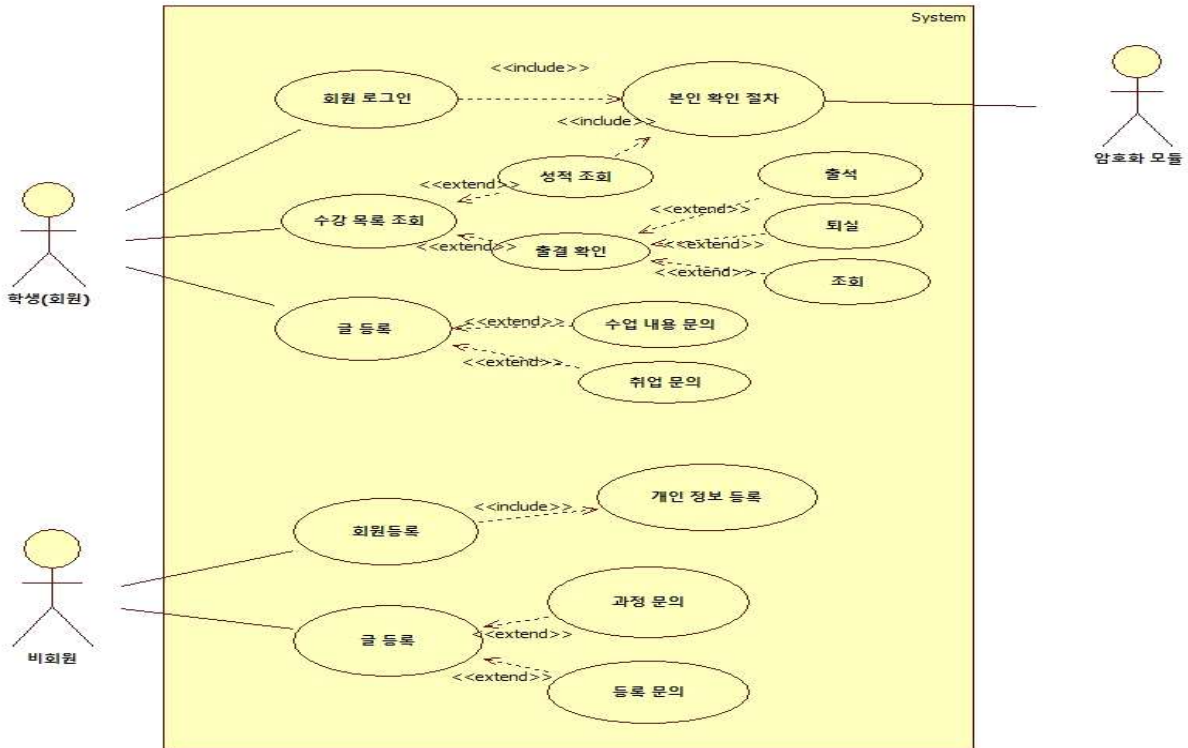 System
<<include>>
회원 로그인
본인 확인 절차
<<include>>
암호화 모듈
성적 조회
출석
<<extend>>
<<extend>>
수강 목록 조회
퇴실
<<extend>>
출결 확인
<<extend>>
<<extend>>
조회
학생(회원)
글 등록
<<extend>>
수업 내용 문의
<<extend>>
취업 문의
개인 정보 등록
<<include>>
회원등록
과정 문의
글 등록
<<extend>>
비회원
<<extend>>
등록 문의